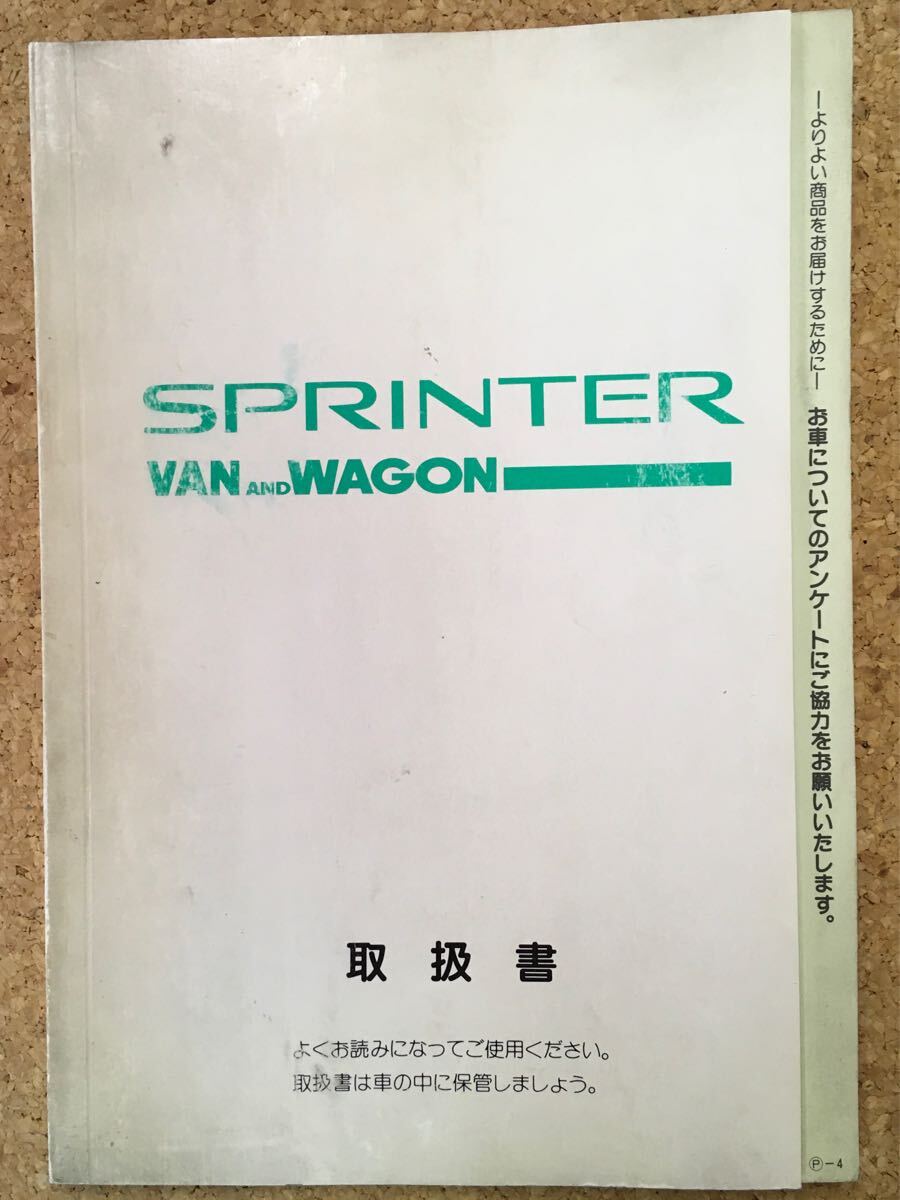 SPRINTER
VAN AND WAGON
取扱書
よくお読みになってご使用ください。
取扱書は車の中に保管しましょう。
―よりよい商品をお届けするために― お車についてのアンケートにご協力をお願いいたします。
Ⓟ−4